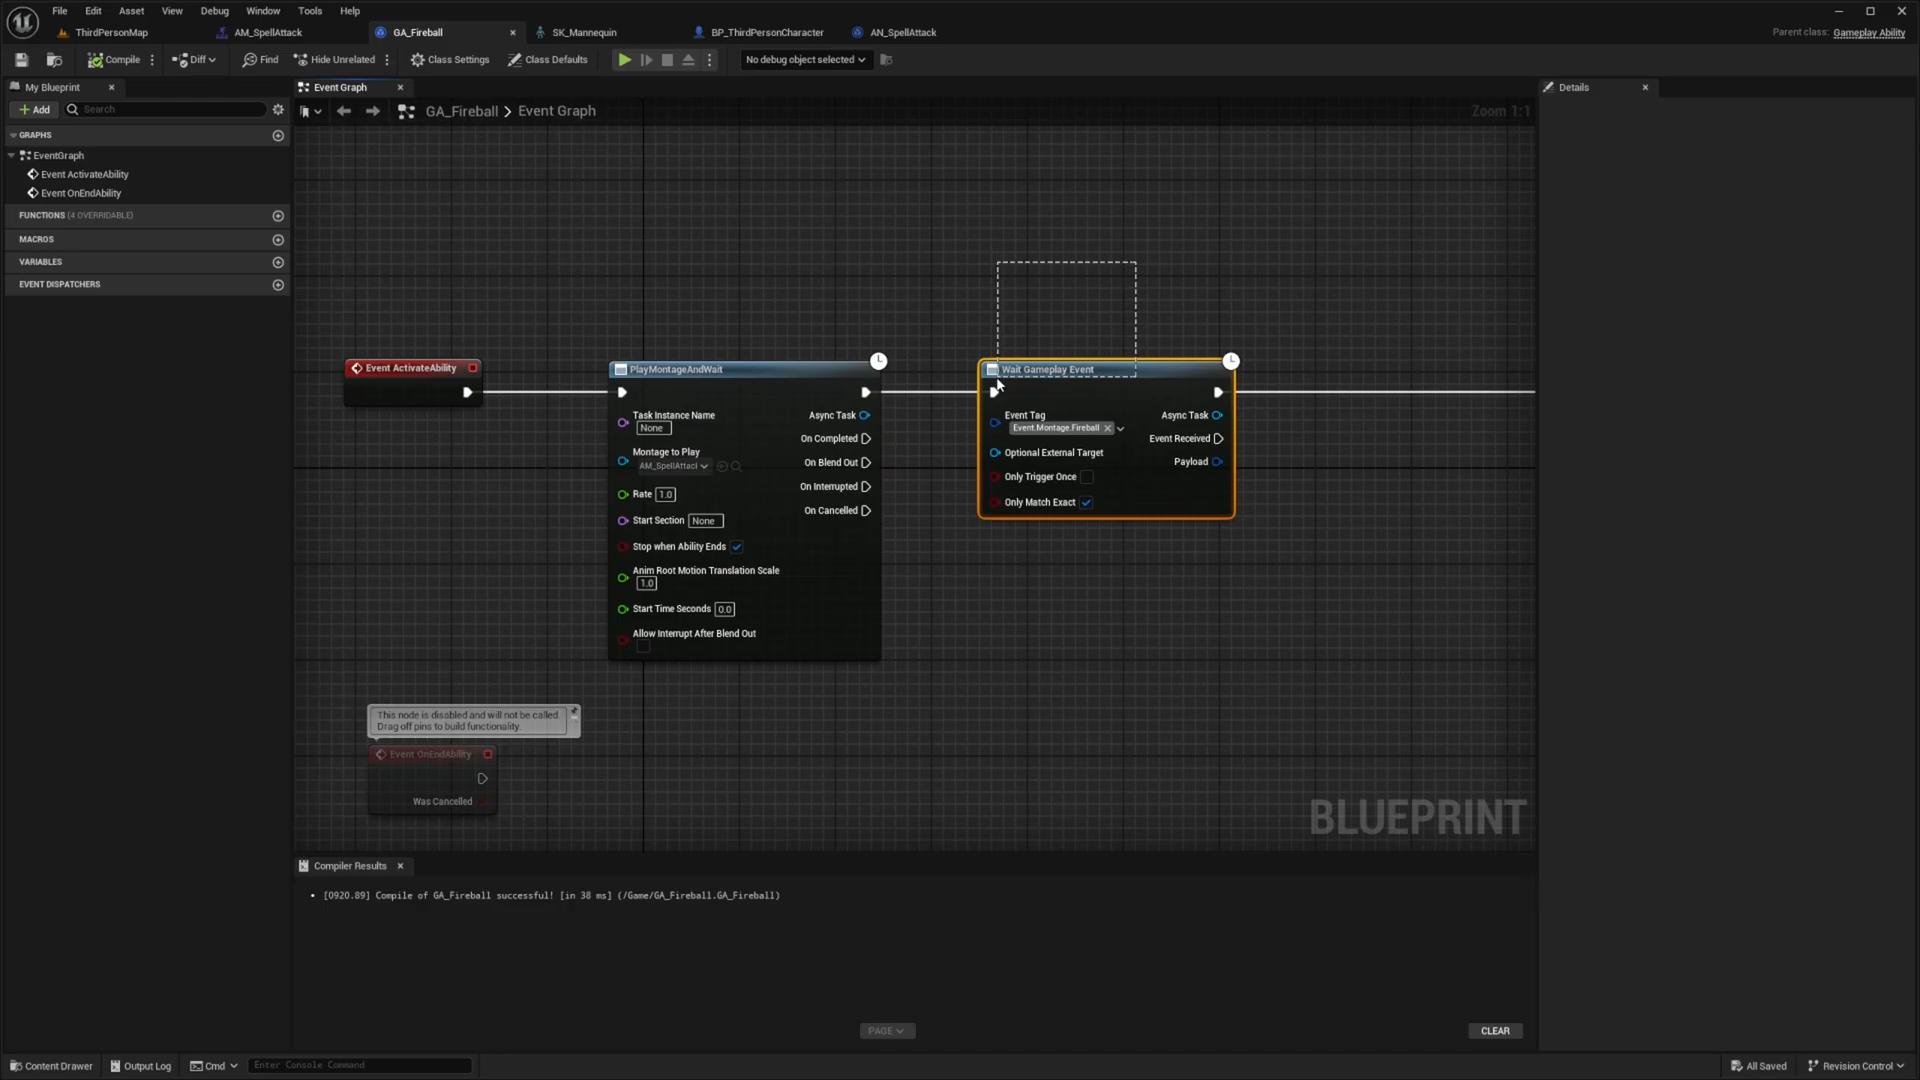 File Edit Asset View Debug Window Tools Help
ThirdPersonMap AM_SpellAttack GA_Fireball SK_Mannequin BP_ThirdPersonCharacter AN_SpellAttack
Parent class: Gameplay Ability
Compile Diff Find Hide Unrelated Class Settings Class Defaults No debug object selected
My Blueprint
Event Graph
Details
Add Search
GA_Fireball > Event Graph
Zoom 1:1
GRAPHS
EventGraph
Event ActivateAbility
Event OnEndAbility
FUNCTIONS (4 OVERRIDABLE)
MACROS
VARIABLES
EVENT DISPATCHERS
Event ActivateAbility
PlayMontageAndWait
Task Instance Name
None
Montage to Play
AM_SpellAttacl
Rate 1.0
Start Section None
Stop when Ability Ends
Anim Root Motion Translation Scale
1.0
Start Time Seconds 0.0
Allow Interrupt After Blend Out
Async Task
On Completed
On Blend Out
On Interrupted
On Cancelled
Wait Gameplay Event
Event Tag
Event.Montage.Fireball
Optional External Target
Only Trigger Once
Only Match Exact
Async Task
Event Received
Payload
This node is disabled and will not be called.
Drag off pins to build functionality.
Event OnEndAbility
Was Cancelled
BLUEPRINT
Compiler Results
• [0920.89] Compile of GA_Fireball successful! [in 38 ms] (/Game/GA_Fireball.GA_Fireball)
PAGE
CLEAR
Content Drawer Output Log Cmd Enter Console Command
All Saved Revision Control